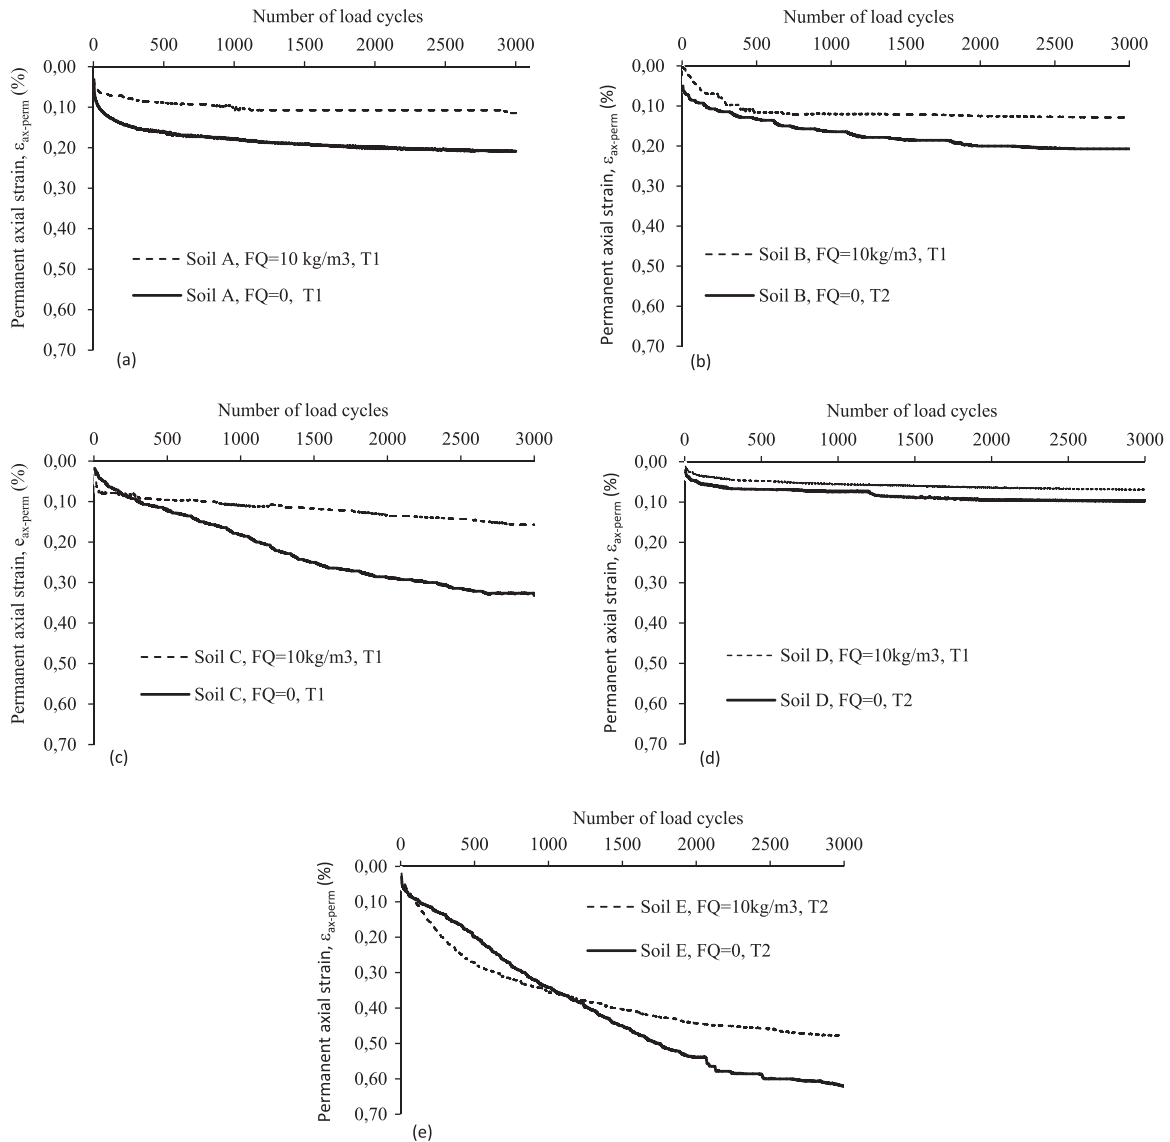 Number of load cycles
0 500 1000 1500 2000 2500 3000
0,00
0,10
0,20
0,30
0,40
0,50
0,60
0,70
Permanent axial strain, εax-perm (%)
Soil A, FQ=10 kg/m3, T1
Soil A, FQ=0, T1
(a)
Number of load cycles
0 500 1000 1500 2000 2500 3000
0,00
0,10
0,20
0,30
0,40
0,50
0,60
0,70
Permanent axial strain, εax-perm (%)
Soil B, FQ=10kg/m3, T1
Soil B, FQ=0, T2
(b)
Number of load cycles
0 500 1000 1500 2000 2500 3000
0,00
0,10
0,20
0,30
0,40
0,50
0,60
0,70
Permanent axial strain, eax-perm (%)
Soil C, FQ=10kg/m3, T1
Soil C, FQ=0, T1
(c)
Number of load cycles
0 500 1000 1500 2000 2500 3000
0,00
0,10
0,20
0,30
0,40
0,50
0,60
0,70
Permanent axial strain, εax-perm (%)
Soil D, FQ=10kg/m3, T1
Soil D, FQ=0, T2
(d)
Number of load cycles
0 500 1000 1500 2000 2500 3000
0,00
0,10
0,20
0,30
0,40
0,50
0,60
0,70
Permanent axial strain, εax-perm (%)
Soil E, FQ=10kg/m3, T2
Soil E, FQ=0, T2
(e)